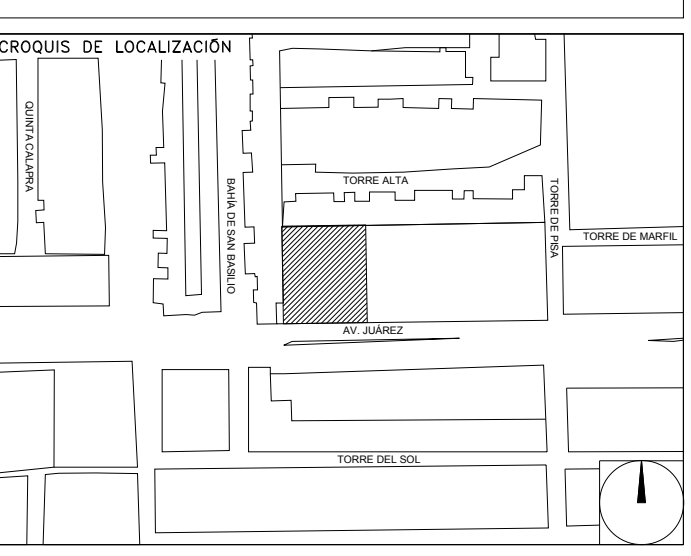 CROQUIS DE LOCALIZACIÓN
QUINTA CALAPRA
BAHÍA DE SAN BASILIO
TORRE ALTA
TORRE DE PISA
TORRE DE MARFIL
AV. JUÁREZ
TORRE DEL SOL